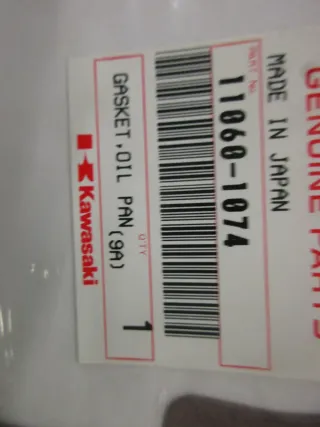 GENUINE PARTS
MADE IN JAPAN
PART No.
11060-1074
GASKET,OIL PAN
(9A)
QTY
1
Kawasaki